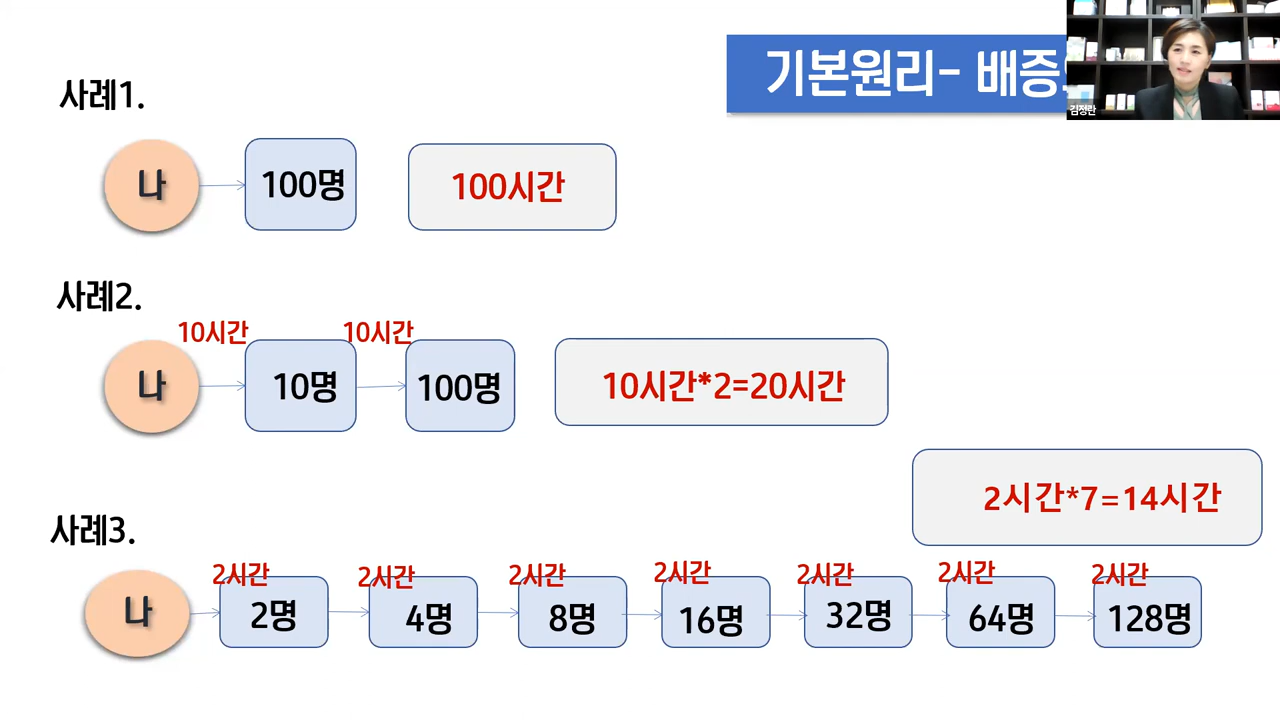 기본원리- 배증
김정란
사례1.
나
100명
100시간
사례2.
10시간
10시간
나
10명
100명
10시간*2=20시간
2시간*7=14시간
사례3.
2시간
2시간
2시간
2시간
2시간
2시간
2시간
나
2명
4명
8명
16명
32명
64명
128명